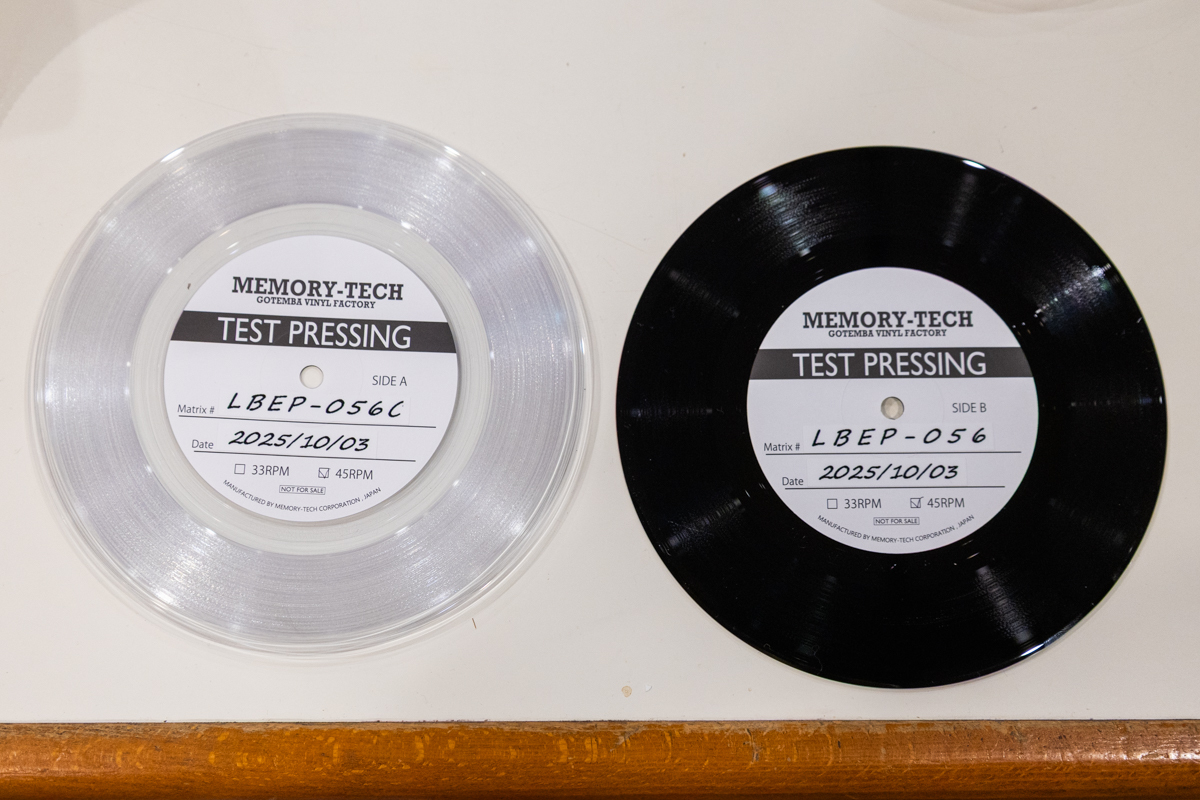 MEMORY-TECH
GOTEMBA VINYL FACTORY
TEST PRESSING
SIDE A
Matrix # LBEP-056C
Date 2025/10/03
☐ 33RPM ☑ 45RPM
NOT FOR SALE
MANUFACTURED BY MEMORY-TECH CORPORATION , JAPAN
MEMORY-TECH
GOTEMBA VINYL FACTORY
TEST PRESSING
SIDE B
Matrix # LBEP-056
Date 2025/10/03
☐ 33RPM ☑ 45RPM
NOT FOR SALE
MANUFACTURED BY MEMORY-TECH CORPORATION , JAPAN